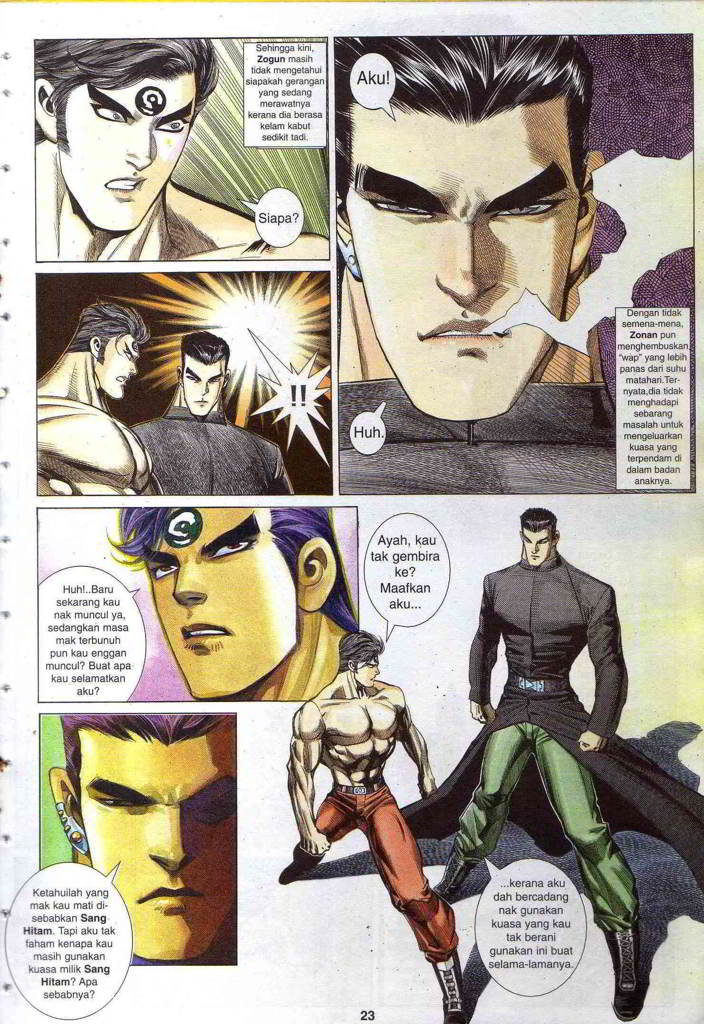 Sehingga kini,
Zogun masih
tidak mengetahui
siapakah gerangan
yang sedang
merawatnya
kerana dia berasa
kelam kabut
sedikit tadi.
Siapa?
Aku!
Huh.
Dengan tidak
semena-mena,
Zonan pun
menghembuskan
"wap" yang lebih
panas dari suhu
matahari.Ter-
nyata,dia tidak
menghadapi
sebarang
masalah untuk
mengeluarkan
kuasa yang
terpendam di
dalam badan
anaknya.
!!
Huh!..Baru
sekarang kau
nak muncul ya,
sedangkan masa
mak terbunuh
pun kau enggan
muncul? Buat apa
kau selamatkan
aku?
Ayah, kau
tak gembira
ke?
Maafkan
aku...
Ketahuilah yang
mak kau mati di-
sebabkan Sang
Hitam. Tapi aku tak
faham kenapa kau
masih gunakan
kuasa milik Sang
Hitam? Apa
sebabnya?
...kerana aku
dah bercadang
nak gunakan
kuasa yang kau
tak berani
gunakan ini buat
selama-lamanya.
23